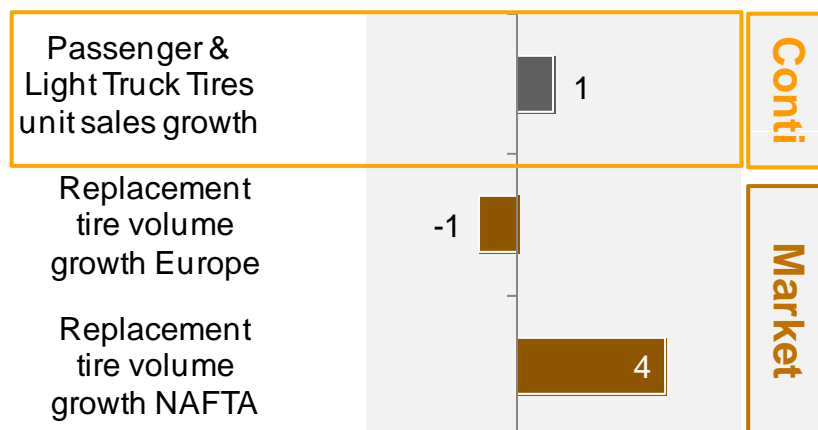 Passenger &
Light Truck Tires
unit sales growth
1
Conti
Replacement
tire volume
growth Europe
-1
Market
Replacement
tire volume
growth NAFTA
4